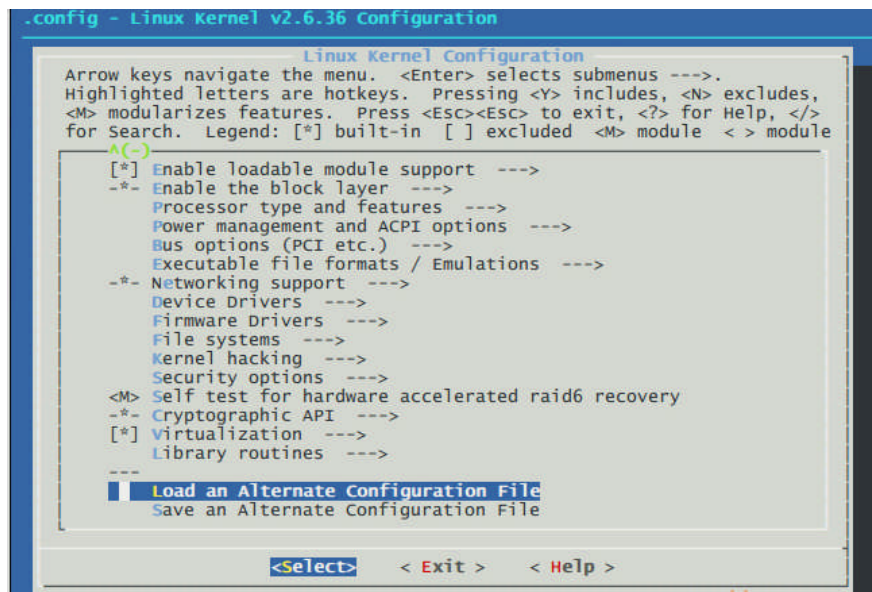 .config - Linux Kernel v2.6.36 Configuration
Linux Kernel Configuration
Arrow keys navigate the menu.  <Enter> selects submenus --->.
Highlighted letters are hotkeys.  Pressing <Y> includes, <N> excludes,
<M> modularizes features.  Press <Esc><Esc> to exit, <?> for Help, </>
for Search.  Legend: [*] built-in  [ ] excluded  <M> module  < > module
^(-)
[*] Enable loadable module support  --->
-*- Enable the block layer  --->
Processor type and features  --->
Power management and ACPI options  --->
Bus options (PCI etc.)  --->
Executable file formats / Emulations  --->
-*- Networking support  --->
Device Drivers  --->
Firmware Drivers  --->
File systems  --->
Kernel hacking  --->
Security options  --->
<M> Self test for hardware accelerated raid6 recovery
-*- Cryptographic API  --->
[*] Virtualization  --->
Library routines  --->
---
Load an Alternate Configuration File
Save an Alternate Configuration File
<Select>    < Exit >    < Help >